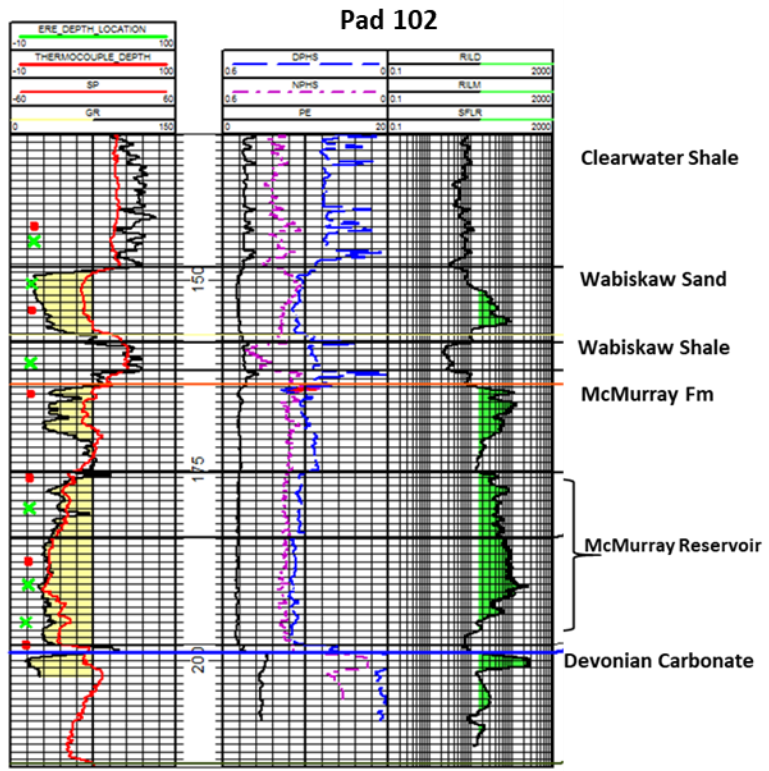 Pad 102
ERE_DEPTH_LOCATION
-10 100
THERMOCOUPLE_DEPTH DPHS RILD
-10 100 0.6 0 0.1 2000
SP NPHS RILM
-60 60 0.6 0 0.1 2000
GR PE SFLR
0 150 0 20 0.1 2000
Clearwater Shale
150
Wabiskaw Sand
Wabiskaw Shale
McMurray Fm
175
McMurray Reservoir
200
Devonian Carbonate